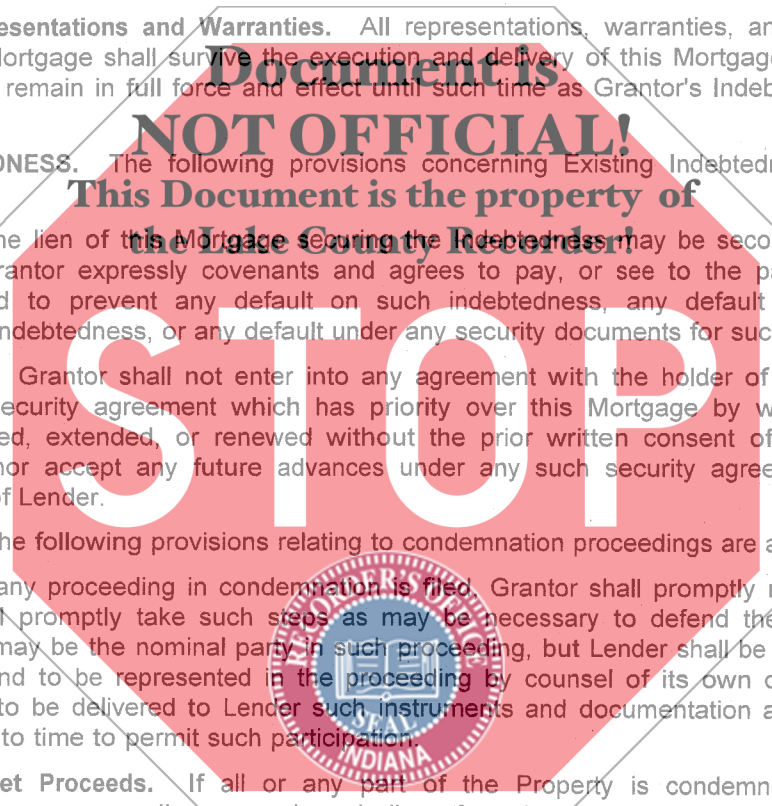 esentations and Warranties. All representations, warranties, an
Mortgage shall survive the execution and delivery of this Mortgage
Document is
remain in full force and effect until such time as Grantor's Indeb
NOT OFFICIAL!
DNESS. The following provisions concerning Existing Indebtedn
This Document is the property of
the Lake County Recorder!
he lien of this Mortgage securing the Indebtedness may be seco
rantor expressly covenants and agrees to pay, or see to the pa
d to prevent any default on such indebtedness, any default
ndebtedness, or any default under any security documents for suc
STOP
Grantor shall not enter into any agreement with the holder of
ecurity agreement which has priority over this Mortgage by w
ed, extended, or renewed without the prior written consent of
nor accept any future advances under any such security agree
f Lender.
he following provisions relating to condemnation proceedings are a
any proceeding in condemnation is filed, Grantor shall promptly n
promptly take such steps as may be necessary to defend the
may be the nominal party in such proceeding, but Lender shall be
nd to be represented in the proceeding by counsel of its own c
to be delivered to Lender such instruments and documentation a
to time to permit such participation.
RECORDER'S OFFICE
SEAL
INDIANA
et Proceeds. If all or any part of the Property is condemn